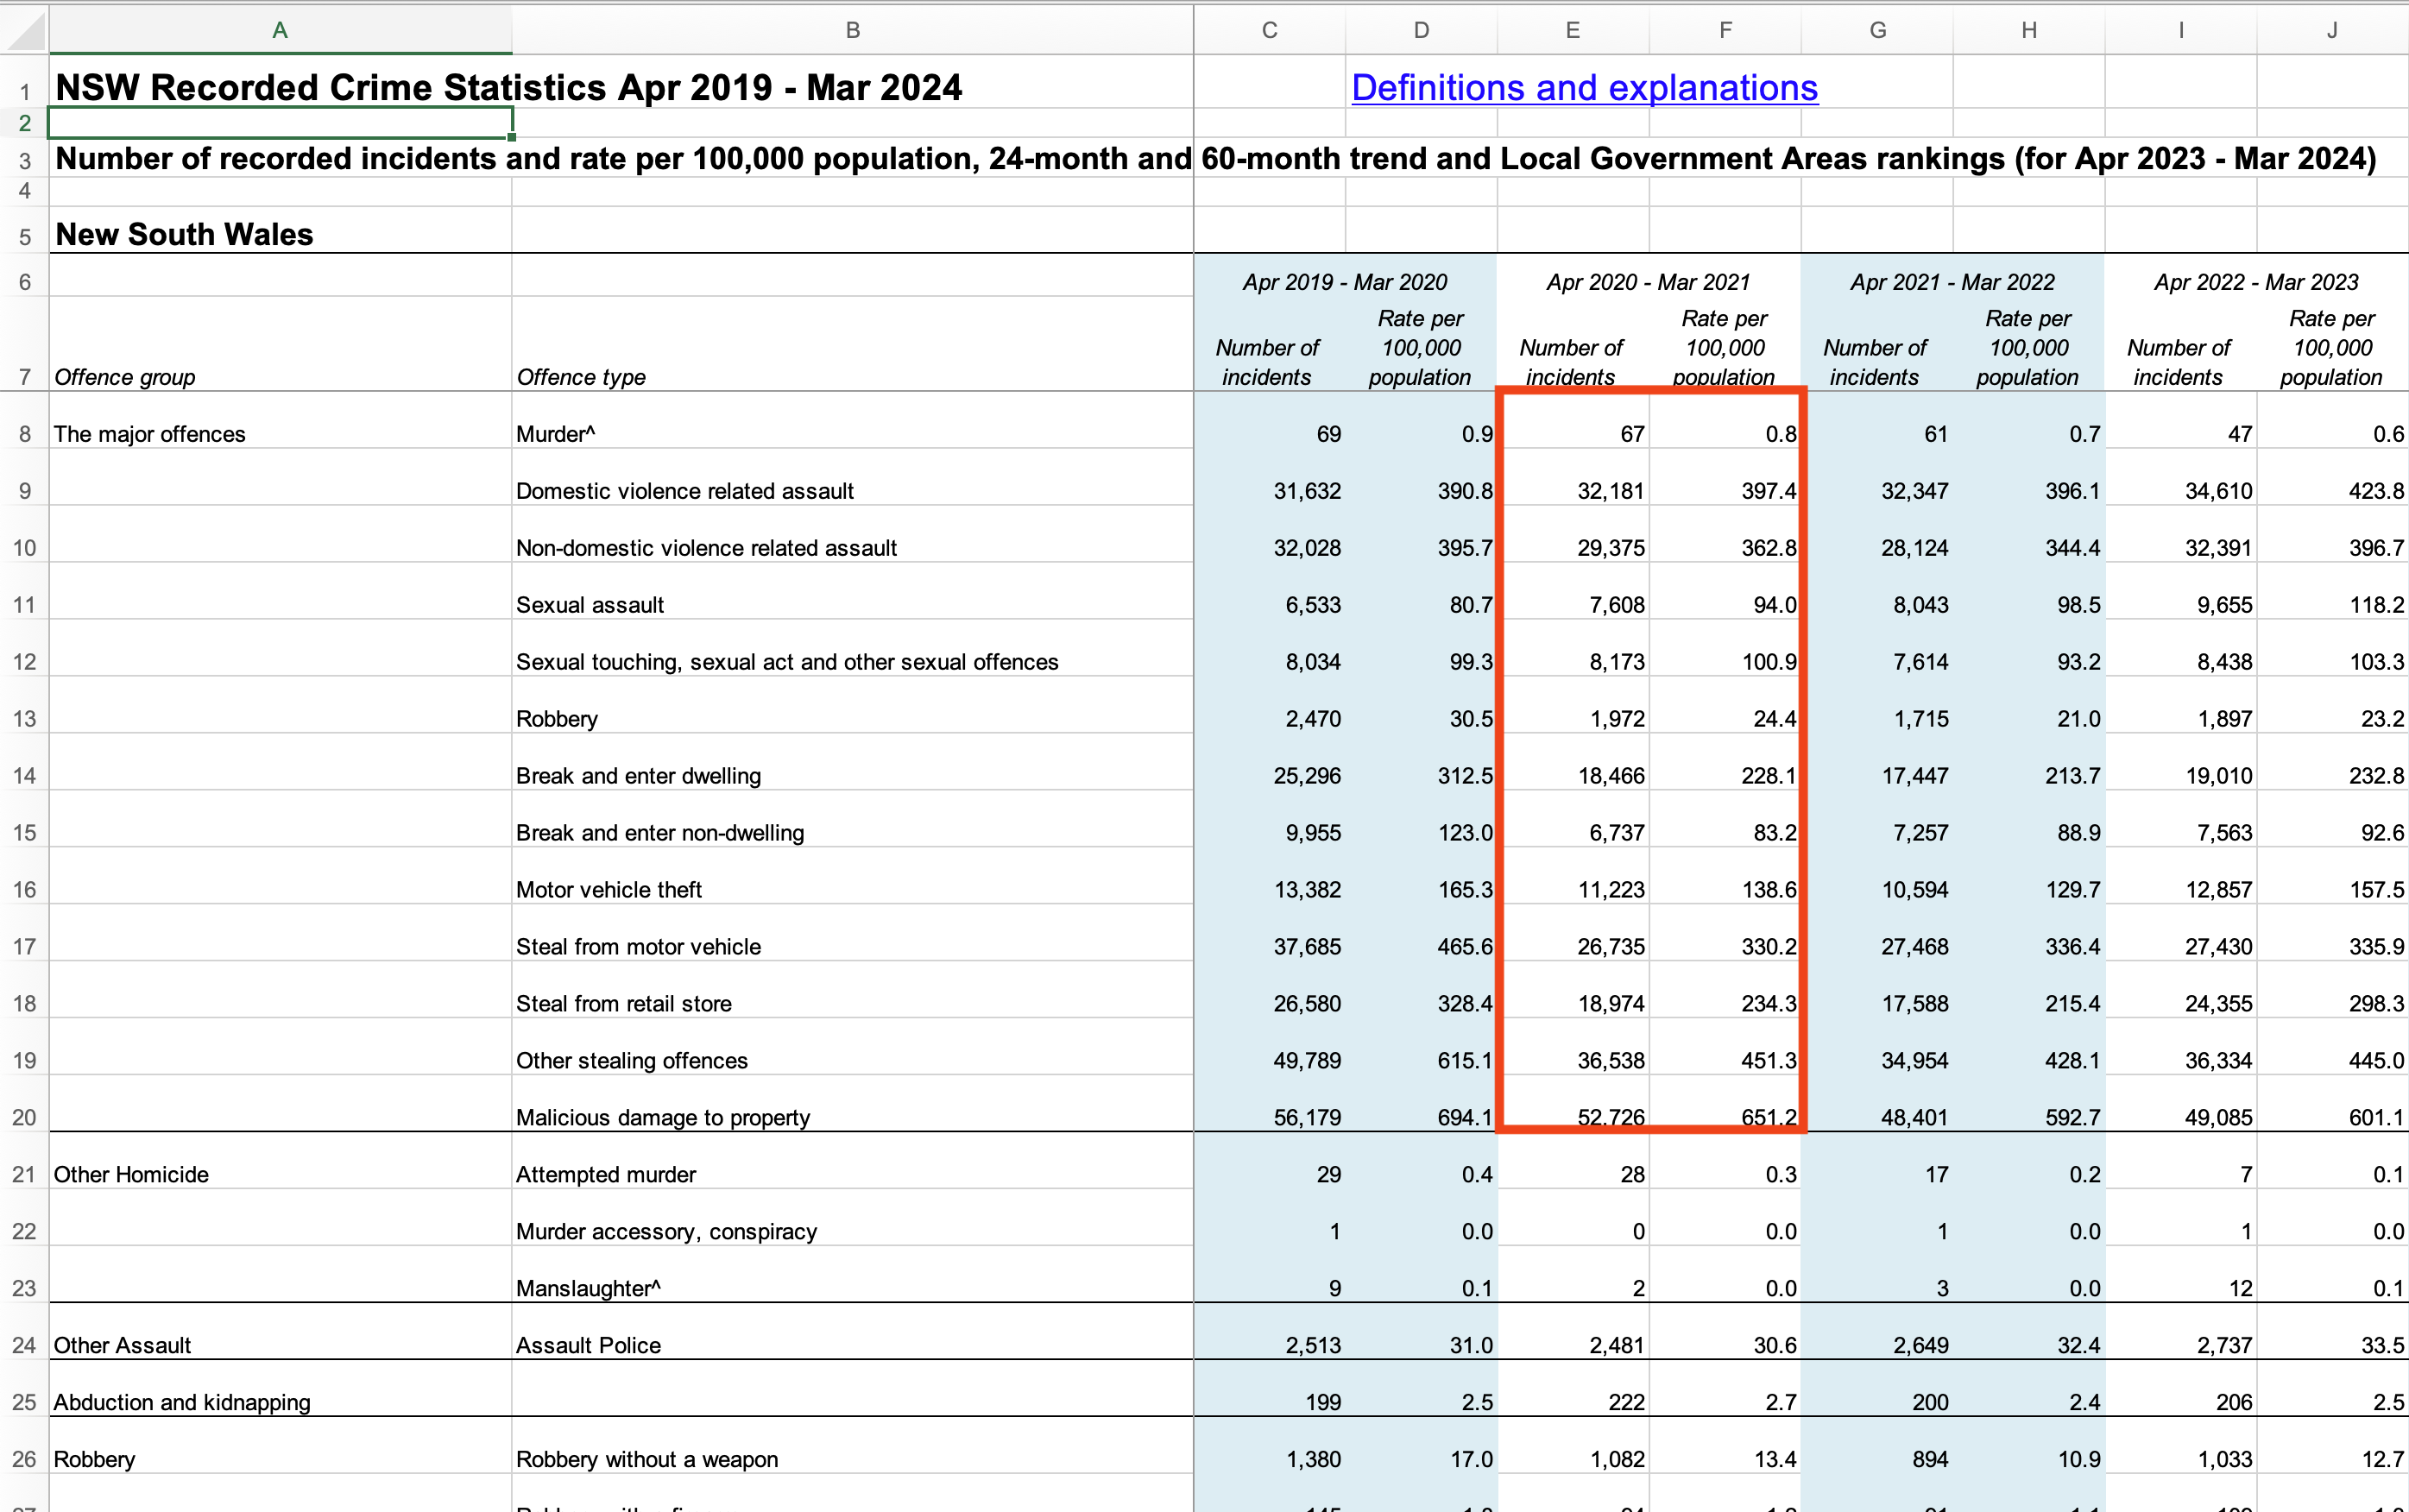 A B C D E F G H I J
1 NSW Recorded Crime Statistics Apr 2019 - Mar 2024 Definitions and explanations
2
3 Number of recorded incidents and rate per 100,000 population, 24-month and 60-month trend and Local Government Areas rankings (for Apr 2023 - Mar 2024)
4
5 New South Wales
6 Apr 2019 - Mar 2020 Apr 2020 - Mar 2021 Apr 2021 - Mar 2022 Apr 2022 - Mar 2023
Rate per Rate per Rate per Rate per
Number of 100,000 Number of 100,000 Number of 100,000 Number of 100,000
7 Offence group Offence type incidents population incidents population incidents population incidents population
8 The major offences Murder^ 69 0.9 67 0.8 61 0.7 47 0.6
9 Domestic violence related assault 31,632 390.8 32,181 397.4 32,347 396.1 34,610 423.8
10 Non-domestic violence related assault 32,028 395.7 29,375 362.8 28,124 344.4 32,391 396.7
11 Sexual assault 6,533 80.7 7,608 94.0 8,043 98.5 9,655 118.2
12 Sexual touching, sexual act and other sexual offences 8,034 99.3 8,173 100.9 7,614 93.2 8,438 103.3
13 Robbery 2,470 30.5 1,972 24.4 1,715 21.0 1,897 23.2
14 Break and enter dwelling 25,296 312.5 18,466 228.1 17,447 213.7 19,010 232.8
15 Break and enter non-dwelling 9,955 123.0 6,737 83.2 7,257 88.9 7,563 92.6
16 Motor vehicle theft 13,382 165.3 11,223 138.6 10,594 129.7 12,857 157.5
17 Steal from motor vehicle 37,685 465.6 26,735 330.2 27,468 336.4 27,430 335.9
18 Steal from retail store 26,580 328.4 18,974 234.3 17,588 215.4 24,355 298.3
19 Other stealing offences 49,789 615.1 36,538 451.3 34,954 428.1 36,334 445.0
20 Malicious damage to property 56,179 694.1 52,726 651.2 48,401 592.7 49,085 601.1
21 Other Homicide Attempted murder 29 0.4 28 0.3 17 0.2 7 0.1
22 Murder accessory, conspiracy 1 0.0 0 0.0 1 0.0 1 0.0
23 Manslaughter^ 9 0.1 2 0.0 3 0.0 12 0.1
24 Other Assault Assault Police 2,513 31.0 2,481 30.6 2,649 32.4 2,737 33.5
25 Abduction and kidnapping 199 2.5 222 2.7 200 2.4 206 2.5
26 Robbery Robbery without a weapon 1,380 17.0 1,082 13.4 894 10.9 1,033 12.7